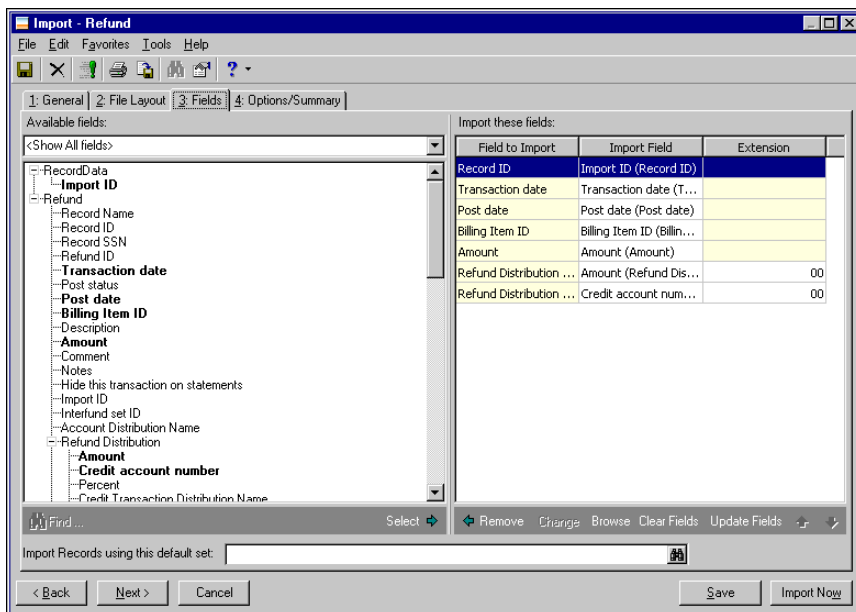 Import - Refund
File Edit Favorites Tools Help
1: General 2: File Layout 3: Fields 4: Options/Summary
Available fields:
<Show All fields>
RecordData
Import ID
Refund
Record Name
Record ID
Record SSN
Refund ID
Transaction date
Post status
Post date
Billing Item ID
Description
Amount
Comment
Notes
Hide this transaction on statements
Import ID
Interfund set ID
Account Distribution Name
Refund Distribution
Amount
Credit account number
Percent
Credit Transaction Distribution Name
Find ... Select
Import these fields:
Field to Import Import Field Extension
Record ID Import ID (Record ID)
Transaction date Transaction date (T...
Post date Post date (Post date)
Billing Item ID Billing Item ID (Billin...
Amount Amount (Amount)
Refund Distribution ... Amount (Refund Dis... 00
Refund Distribution ... Credit account num... 00
Remove Change Browse Clear Fields Update Fields
Import Records using this default set:
< Back Next > Cancel Save Import Now